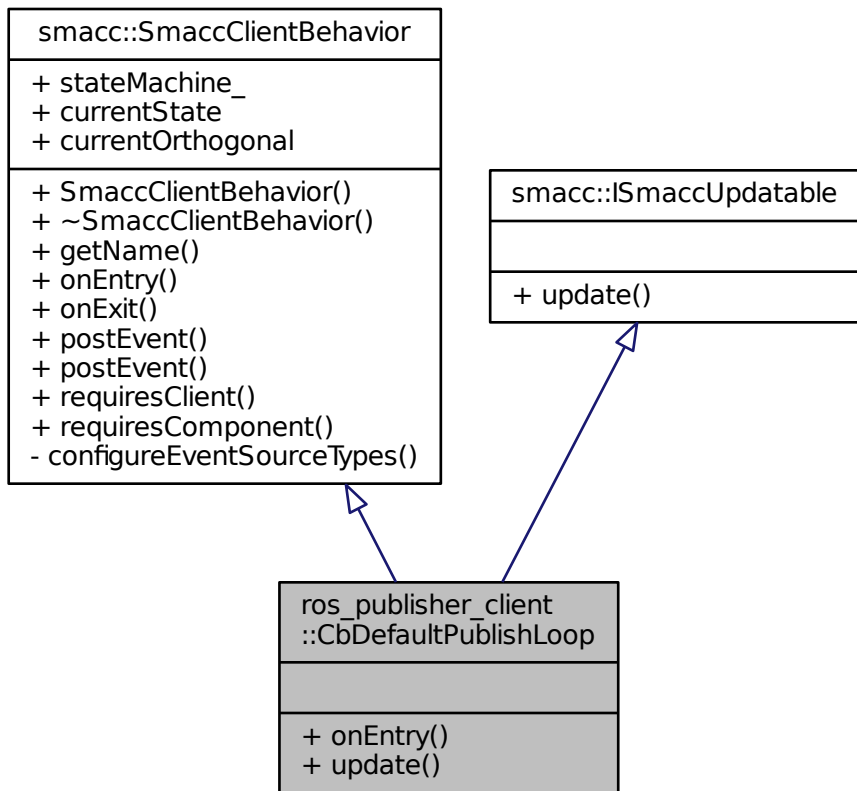 smacc::SmaccClientBehavior
+ stateMachine_
+ currentState
+ currentOrthogonal
+ SmaccClientBehavior()
+ ~SmaccClientBehavior()
+ getName()
+ onEntry()
+ onExit()
+ postEvent()
+ postEvent()
+ requiresClient()
+ requiresComponent()
- configureEventSourceTypes()
smacc::ISmaccUpdatable
+ update()
ros_publisher_client
::CbDefaultPublishLoop
+ onEntry()
+ update()